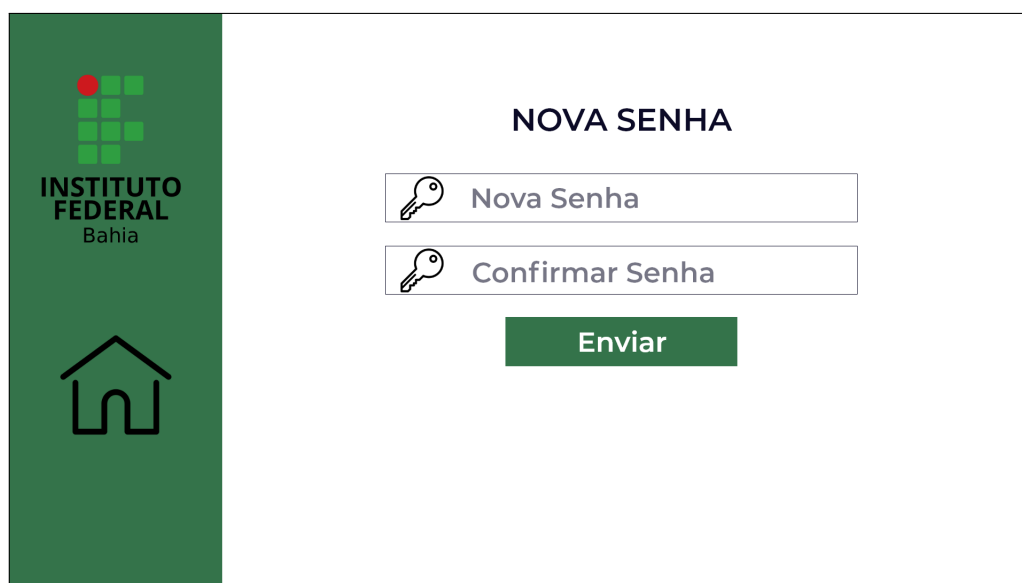 INSTITUTO
FEDERAL
Bahia
NOVA SENHA
Nova Senha
Confirmar Senha
Enviar